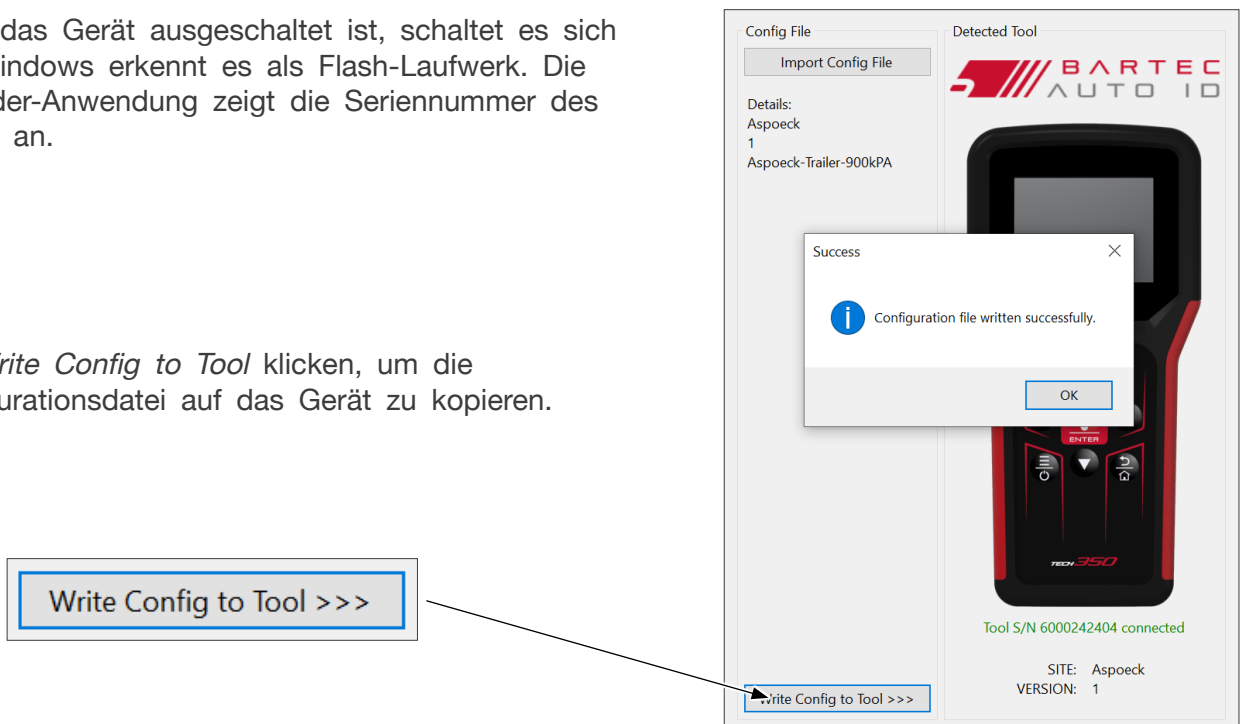 das Gerät ausgeschaltet ist, schaltet es sich
indows erkennt es als Flash-Laufwerk. Die
der-Anwendung zeigt die Seriennummer des
an.
rite Config to Tool klicken, um die
urationsdatei auf das Gerät zu kopieren.
Write Config to Tool >>>
Config File
Import Config File
Details:
Aspoeck
1
Aspoeck-Trailer-900kPA
Detected Tool
BARTEC
AUTO ID
Success
Configuration file written successfully.
OK
ENTER
TECH350
Tool S/N 6000242404 connected
SITE: Aspoeck
VERSION: 1
Write Config to Tool >>>